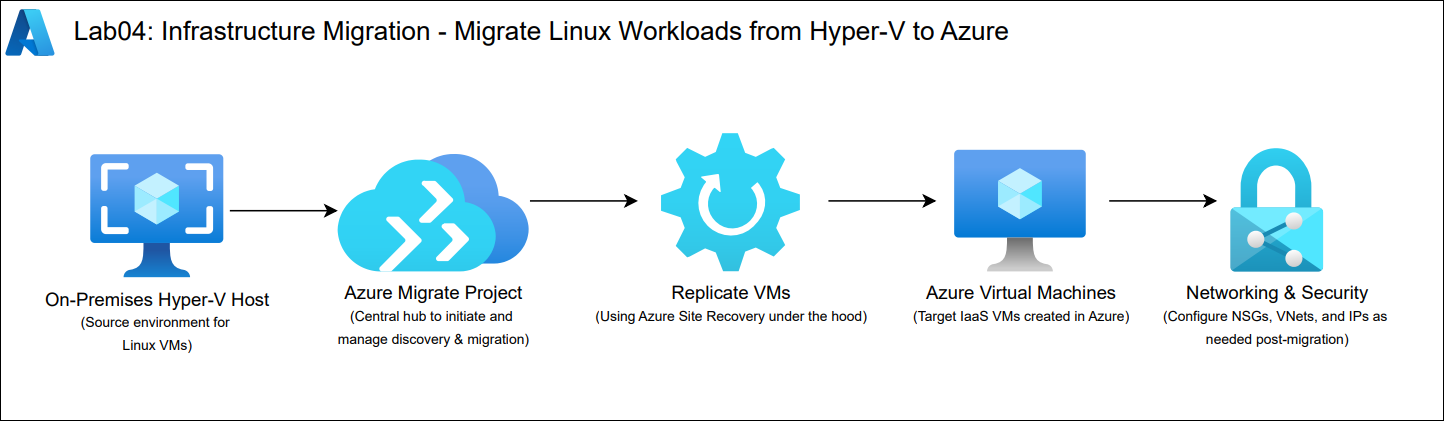 Lab04: Infrastructure Migration - Migrate Linux Workloads from Hyper-V to Azure
On-Premises Hyper-V Host
(Source environment for
Linux VMs)
Azure Migrate Project
(Central hub to initiate and
manage discovery & migration)
Replicate VMs
(Using Azure Site Recovery under the hood)
Azure Virtual Machines
(Target IaaS VMs created in Azure)
Networking & Security
(Configure NSGs, VNets, and IPs as
needed post-migration)